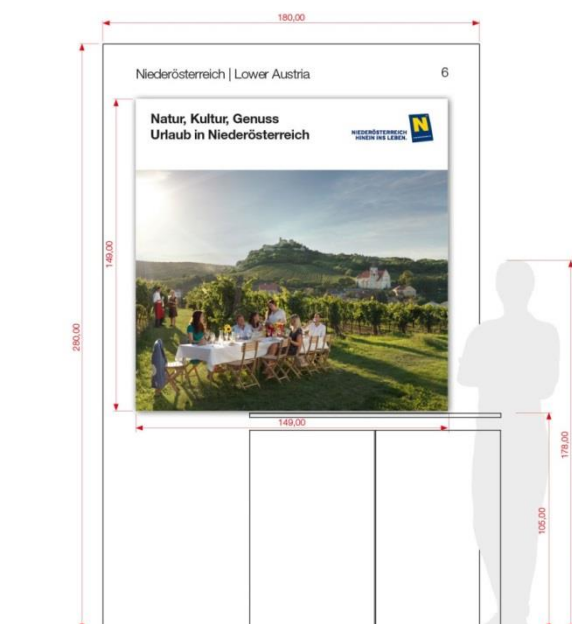 180,00
Niederösterreich | Lower Austria 6
Natur, Kultur, Genuss
Urlaub in Niederösterreich
NIEDERÖSTERREICH
HINEIN INS LEBEN.
N
149,00
280,00
149,00
178,00
105,00